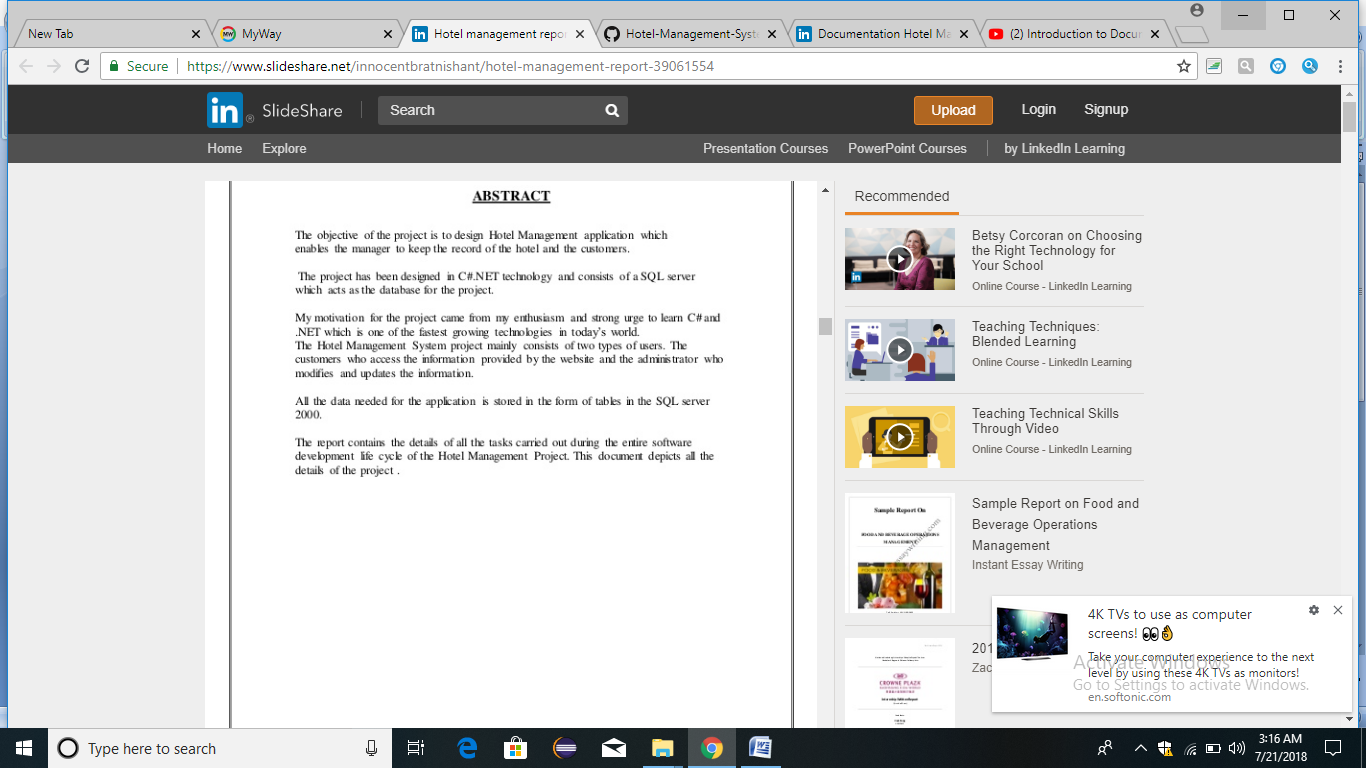 New Tab
MyWay
Hotel management repo
Hotel-Management-Syst
Documentation Hotel Ma
(2) Introduction to Docum
Secure
https://www.slideshare.net/innocentbratnishant/hotel-management-report-39061554
in ® SlideShare
Search
Upload
Login
Signup
Home
Explore
Presentation Courses
PowerPoint Courses
by LinkedIn Learning
ABSTRACT
The objective of the project is to design Hotel Management application which
enables the manager to keep the record of the hotel and the customers.
The project has been designed in C#.NET technology and consists of a SQL server
which acts as the database for the project.
My motivation for the project came from my enthusiasm and strong urge to learn C# and
.NET which is one of the fastest growing technologies in today's world.
The Hotel Management System project mainly consists of two types of users. The
customers who access the information provided by the website and the administrator who
modifies and updates the information.
All the data needed for the application is stored in the form of tables in the SQL server
2000.
The report contains the details of all the tasks carried out during the entire software
development life cycle of the Hotel Management Project. This document depicts all the
details of the project .
Recommended
Betsy Corcoran on Choosing
the Right Technology for
Your School
Online Course - LinkedIn Learning
Teaching Techniques:
Blended Learning
Online Course - LinkedIn Learning
Teaching Technical Skills
Through Video
Online Course - LinkedIn Learning
Sample Report On
FOOD AND BEVERAGE OPERATIONS
MANAGEMENT
Sample Report on Food and
Beverage Operations
Management
Instant Essay Writing
CROWNE PLAZA
201
Zac
4K TVs to use as computer
screens! 👀👌
Take your computer experience to the next
level by using these 4K TVs as monitors!
en.softonic.com
Activate Windows
Go to Settings to activate Windows.
Type here to search
3:16 AM
7/21/2018